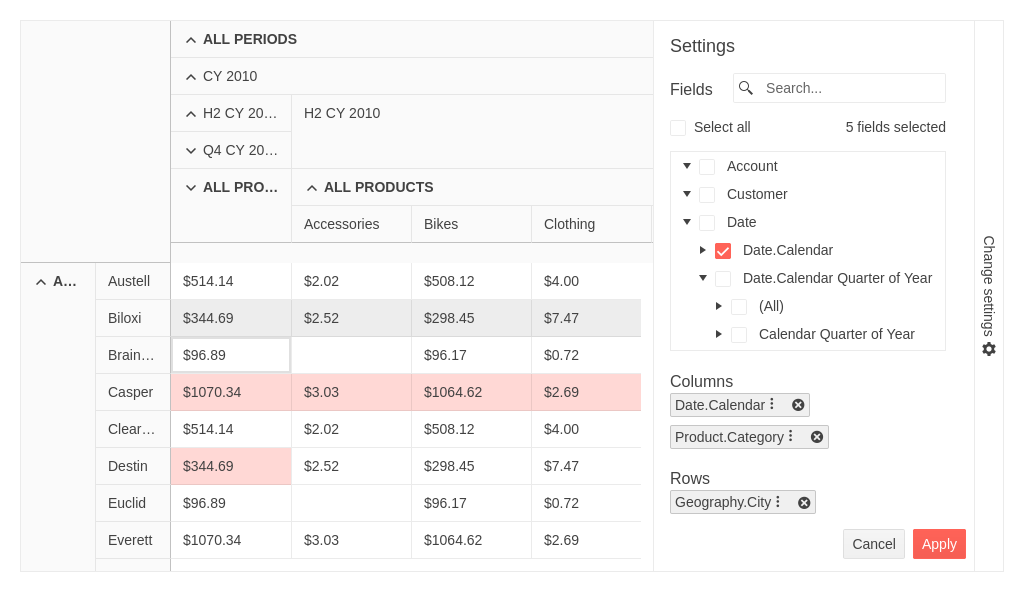 ALL PERIODS
CY 2010
H2 CY 20… H2 CY 2010
Q4 CY 20…
ALL PRO… ALL PRODUCTS
Accessories Bikes Clothing
A… Austell $514.14 $2.02 $508.12 $4.00
Biloxi $344.69 $2.52 $298.45 $7.47
Brain… $96.89 $96.17 $0.72
Casper $1070.34 $3.03 $1064.62 $2.69
Clear… $514.14 $2.02 $508.12 $4.00
Destin $344.69 $2.52 $298.45 $7.47
Euclid $96.89 $96.17 $0.72
Everett $1070.34 $3.03 $1064.62 $2.69
Settings
Fields Search...
Select all 5 fields selected
Account
Customer
Date
Date.Calendar
Date.Calendar Quarter of Year
(All)
Calendar Quarter of Year
Columns
Date.Calendar
Product.Category
Rows
Geography.City
Cancel Apply
Change settings